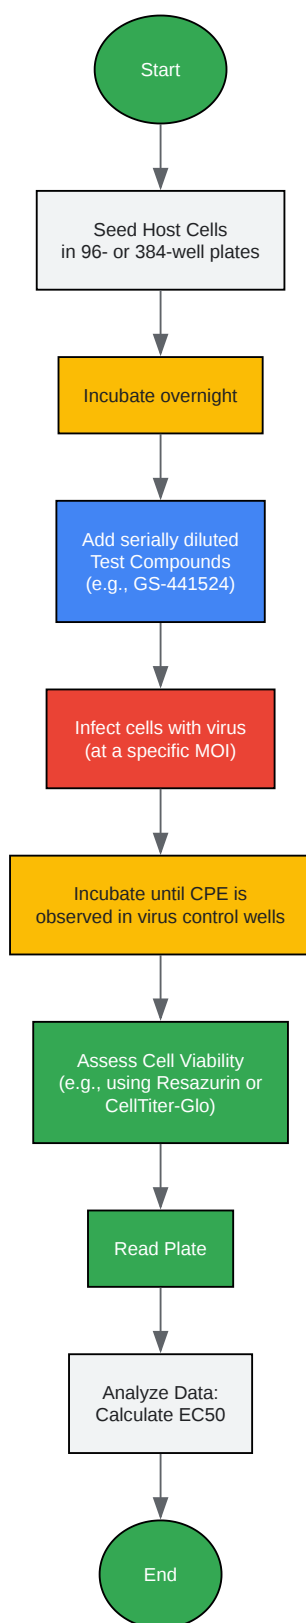 Start
Seed Host Cells
in 96- or 384-well plates
Incubate overnight
Add serially diluted
Test Compounds
(e.g., GS-441524)
Infect cells with virus
(at a specific MOI)
Incubate until CPE is
observed in virus control wells
Assess Cell Viability
(e.g., using Resazurin or
CellTiter-Glo)
Read Plate
Analyze Data:
Calculate EC50
End